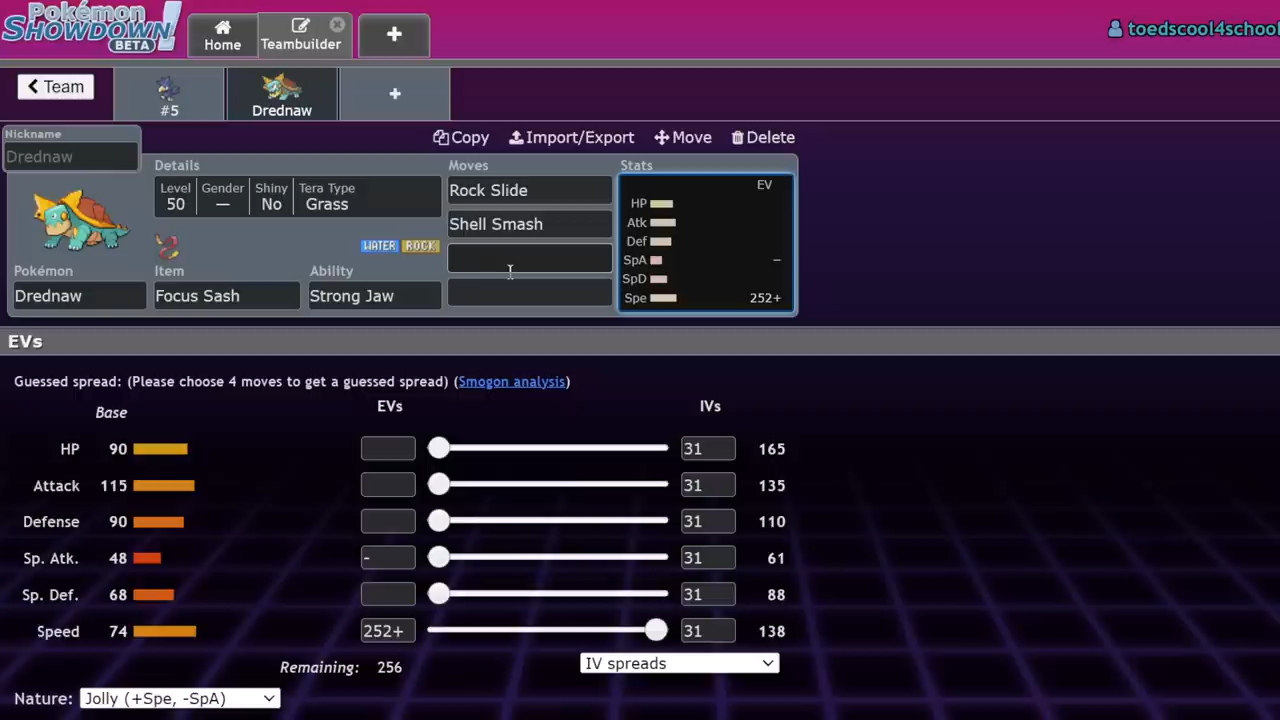 Pokémon
SHOWDOWN!
BETA
Home
Teambuilder
+
toedscool4school
Team
#5
Drednaw
+
Nickname
Drednaw
Copy
Import/Export
Move
Delete
Details
Moves
Stats
Level
Gender
Shiny
Tera Type
50
—
No
Grass
Rock Slide
Shell Smash
EV
HP
Atk
Def
SpA –
SpD
Spe 252+
WATER ROCK
Pokémon
Item
Ability
Drednaw
Focus Sash
Strong Jaw
EVs
Guessed spread: (Please choose 4 moves to get a guessed spread) (Smogon analysis)
Base EVs IVs
HP 90 31 165
Attack 115 31 135
Defense 90 31 110
Sp. Atk. 48 - 31 61
Sp. Def. 68 31 88
Speed 74 252+ 31 138
Remaining: 256
IV spreads
Nature: Jolly (+Spe, -SpA)